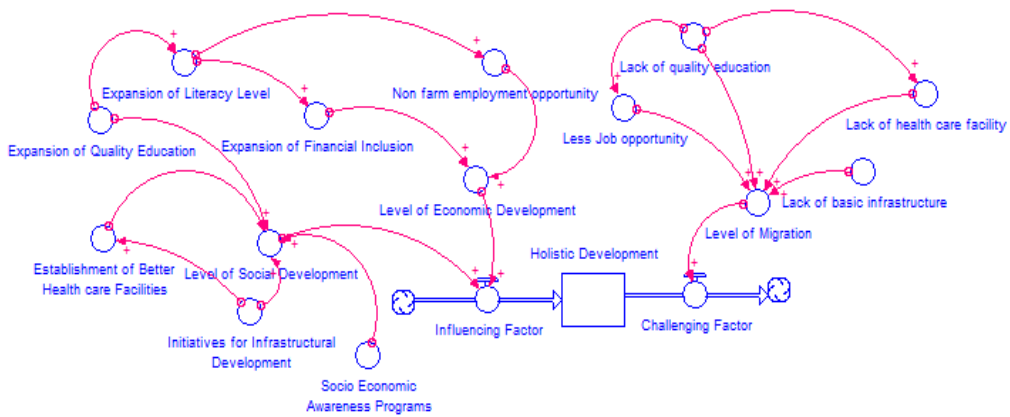 Expansion of Literacy Level
Non farm employment opportunity
Lack of quality education
Expansion of Quality Education
Expansion of Financial Inclusion
Less Job opportunity
Lack of health care facility
Level of Economic Development
Lack of basic infrastructure
Level of Migration
Establishment of Better
Health care Facilities
Level of Social Development
Holistic Development
Influencing Factor
Challenging Factor
Initiatives for Infrastructural
Development
Socio Economic
Awareness Programs